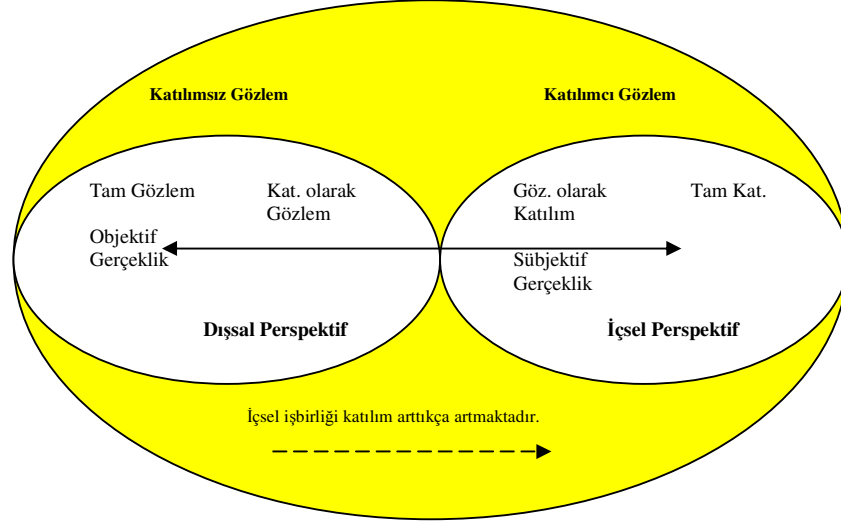 Katılımsız Gözlem
Katılımcı Gözlem
Tam Gözlem
Kat. olarak
Gözlem
Göz. olarak
Katılım
Tam Kat.
Objektif
Gerçeklik
Sübjektif
Gerçeklik
Dışsal Perspektif
İçsel Perspektif
İçsel işbirliği katılım arttıkça artmaktadır.